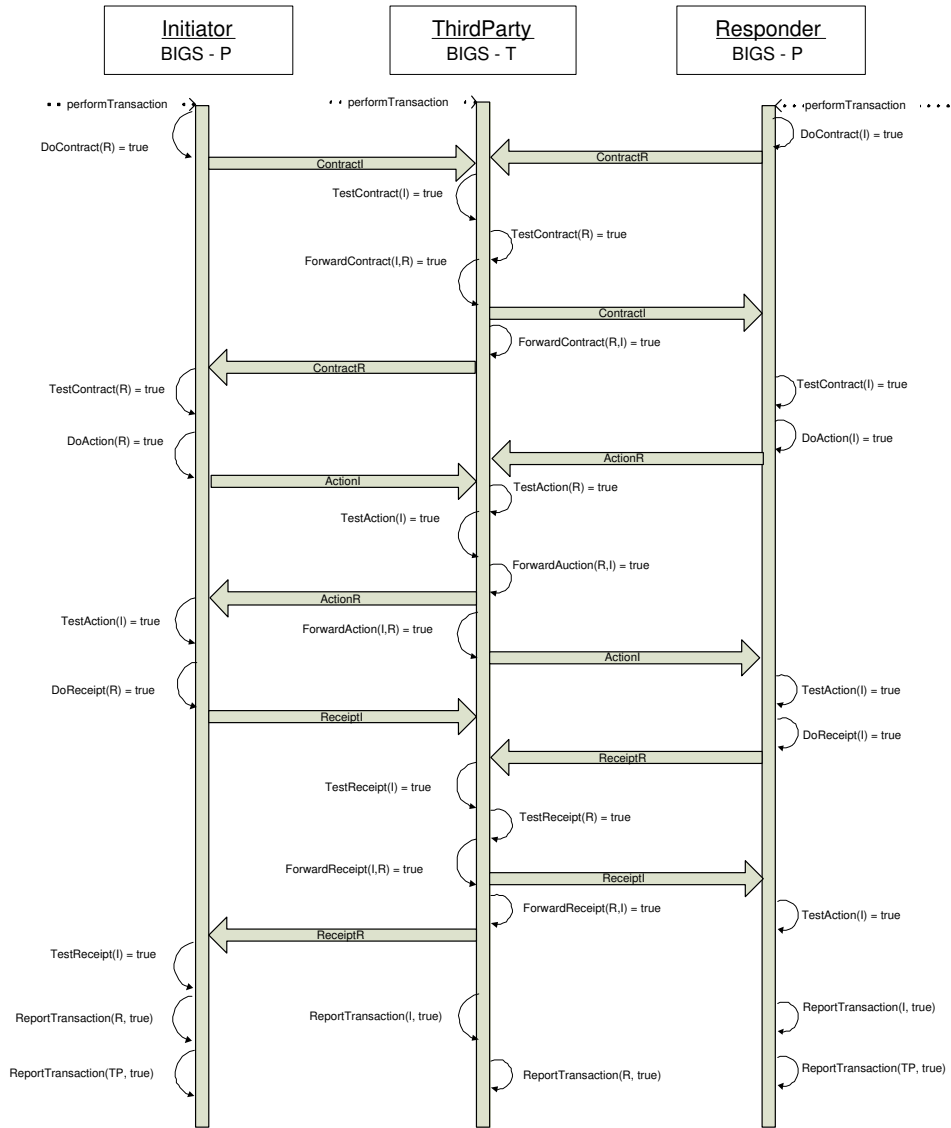 Initiator
BIGS - P
ThirdParty
BIGS - T
Responder
BIGS - P
performTransaction
performTransaction
performTransaction
DoContract(R) = true
DoContract(I) = true
ContractI
ContractR
TestContract(I) = true
TestContract(R) = true
ForwardContract(I,R) = true
ContractI
ForwardContract(R,I) = true
ContractR
TestContract(R) = true
TestContract(I) = true
DoAction(R) = true
DoAction(I) = true
ActionR
ActionI
TestAction(R) = true
TestAction(I) = true
ForwardAuction(R,I) = true
ActionR
TestAction(I) = true
ForwardAction(I,R) = true
ActionI
DoReceipt(R) = true
TestAction(I) = true
ReceiptI
DoReceipt(I) = true
ReceiptR
TestReceipt(I) = true
TestReceipt(R) = true
ForwardReceipt(I,R) = true
ReceiptI
ForwardReceipt(R,I) = true
TestAction(I) = true
ReceiptR
TestReceipt(I) = true
ReportTransaction(R, true)
ReportTransaction(I, true)
ReportTransaction(I, true)
ReportTransaction(TP, true)
ReportTransaction(R, true)
ReportTransaction(TP, true)